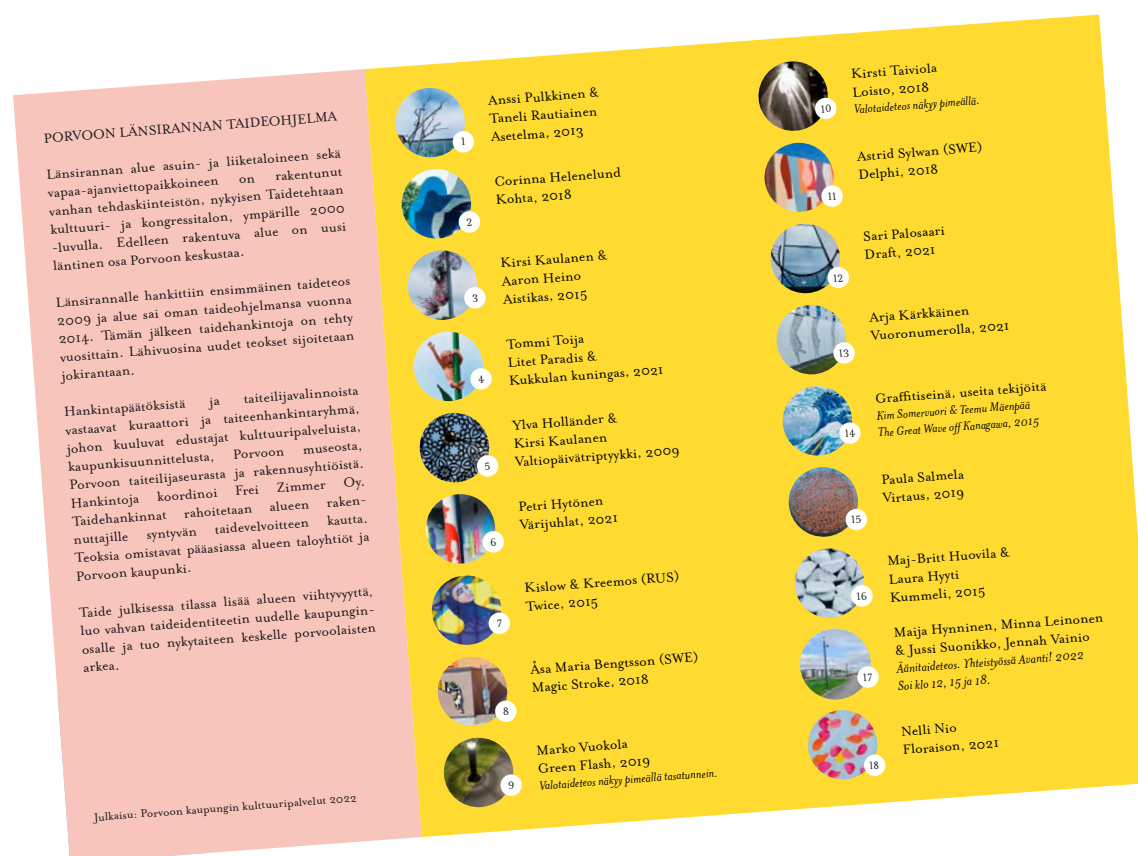 PORVOON LÄNSIRANNAN TAIDEOHJELMA
Länsirannan alue asuin- ja liiketaloineen sekä
vapaa-ajanviettopaikkoineen on rakentunut
vanhan tehdaskiinteistön, nykyisen Taidetehtaan
kulttuuri- ja kongressitalon, ympärille 2000
-luvulla. Edelleen rakentuva alue on uusi
läntinen osa Porvoon keskustaa.
Länsirannalle hankittiin ensimmäinen taideteos
2009 ja alue sai oman taideohjelmansa vuonna
2014. Tämän jälkeen taidehankintoja on tehty
vuosittain. Lähivuosina uudet teokset sijoitetaan
jokirantaan.
Hankintapäätöksistä ja taiteilijavalinnoista
vastaavat kuraattori ja taiteenhankintaryhmä,
johon kuuluvat edustajat kulttuuripalveluista,
kaupunkisuunnittelusta, Porvoon museosta,
Porvoon taiteilijaseurasta ja rakennusyhtiöistä.
Hankintoja koordinoi Frei Zimmer Oy.
Taidehankinnat rahoitetaan alueen raken-
nuttajille syntyvän taidevelvoitteen kautta.
Teoksia omistavat pääasiassa alueen taloyhtiöt ja
Porvoon kaupunki.
Taide julkisessa tilassa lisää alueen viihtyvyyttä,
luo vahvan taideidentiteetin uudelle kaupungin-
osalle ja tuo nykytaiteen keskelle porvoolaisten
arkea.
Julkaisu: Porvoon kaupungin kulttuuripalvelut 2022
1
Anssi Pulkkinen &
Taneli Rautiainen
Asetelma, 2013
2
Corinna Helenelund
Kohta, 2018
3
Kirsi Kaulanen &
Aaron Heino
Aistikas, 2015
4
Tommi Toija
Litet Paradis &
Kukkulan kuningas, 2021
5
Ylva Holländer &
Kirsi Kaulanen
Valtiopäivätriptyykki, 2009
6
Petri Hytönen
Värijuhlat, 2021
7
Kislow & Kreemos (RUS)
Twice, 2015
8
Åsa Maria Bengtsson (SWE)
Magic Stroke, 2018
9
Marko Vuokola
Green Flash, 2019
Valotaideteos näkyy pimeällä tasatunnein.
10
Kirsti Taiviola
Loisto, 2018
Valotaideteos näkyy pimeällä.
11
Astrid Sylwan (SWE)
Delphi, 2018
12
Sari Palosaari
Draft, 2021
13
Arja Kärkkäinen
Vuoronumerolla, 2021
14
Graffitiseinä, useita tekijöitä
Kim Somervuori & Teemu Mäenpää
The Great Wave off Kanagawa, 2015
15
Paula Salmela
Virtaus, 2019
16
Maj-Britt Huovila &
Laura Hyyti
Kummeli, 2015
17
Maija Hynninen, Minna Leinonen
& Jussi Suonikko, Jennah Vainio
Äänitaideteos. Yhteistyössä Avanti! 2022
Soi klo 12, 15 ja 18.
18
Nelli Nio
Floraison, 2021